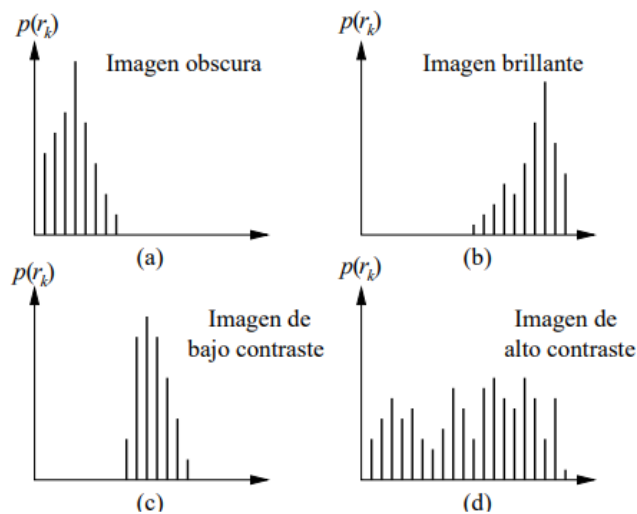 p(r_k)
Imagen obscura
(a)
p(r_k)
Imagen brillante
(b)
p(r_k)
Imagen de
bajo contraste
(c)
p(r_k)
Imagen de
alto contraste
(d)